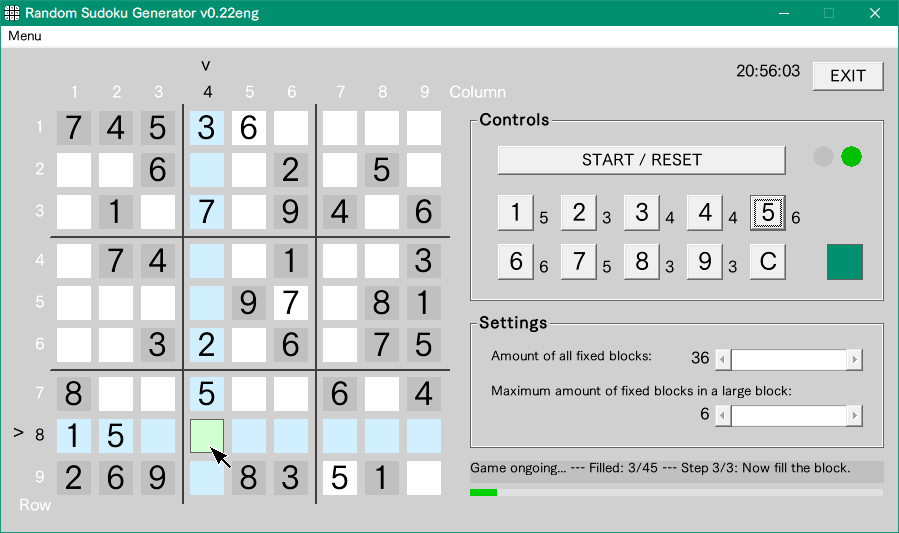 Random Sudoku Generator v0.22eng
Menu
v
20:56:03 EXIT
1 2 3 4 5 6 7 8 9 Column
1 7 4 5 3 6
2 6 2 5
3 1 7 9 4 6
4 7 4 1 3
5 9 7 8 1
6 3 2 6 7 5
7 8 5 6 4
> 8 1 5
9 2 6 9 8 3 5 1
Row
Controls
START / RESET
1 5 2 3 3 4 4 4 5 6
6 6 7 5 8 3 9 3 C
Settings
Amount of all fixed blocks: 36
Maximum amount of fixed blocks in a large block:
6
Game ongoing... --- Filled: 3/45 --- Step 3/3: Now fill the block.